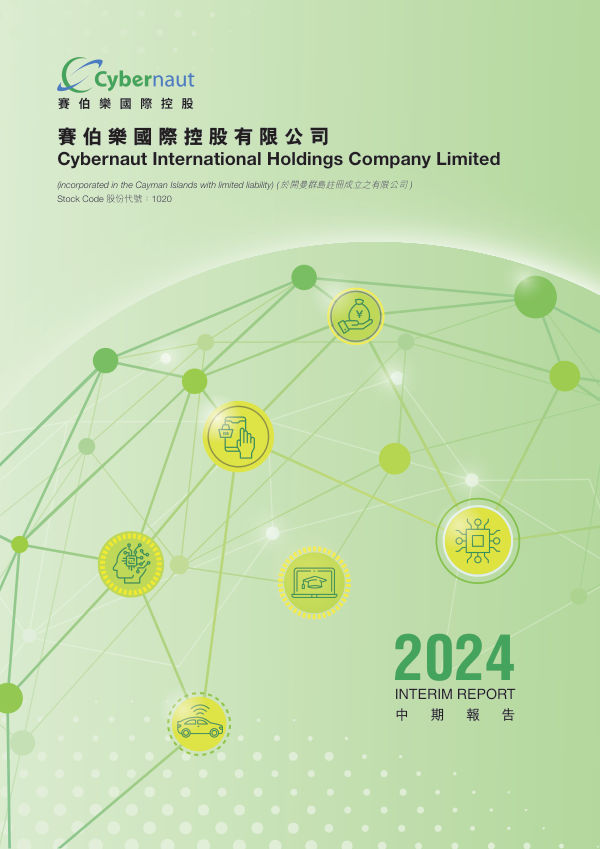 Cybernaut
賽伯樂國際控股
賽伯樂國際控股有限公司
Cybernaut International Holdings Company Limited
(incorporated in the Cayman Islands with limited liability) (於開曼群島註冊成立之有限公司)
Stock Code 股份代號：1020
¥
2024
INTERIM REPORT
中期報告